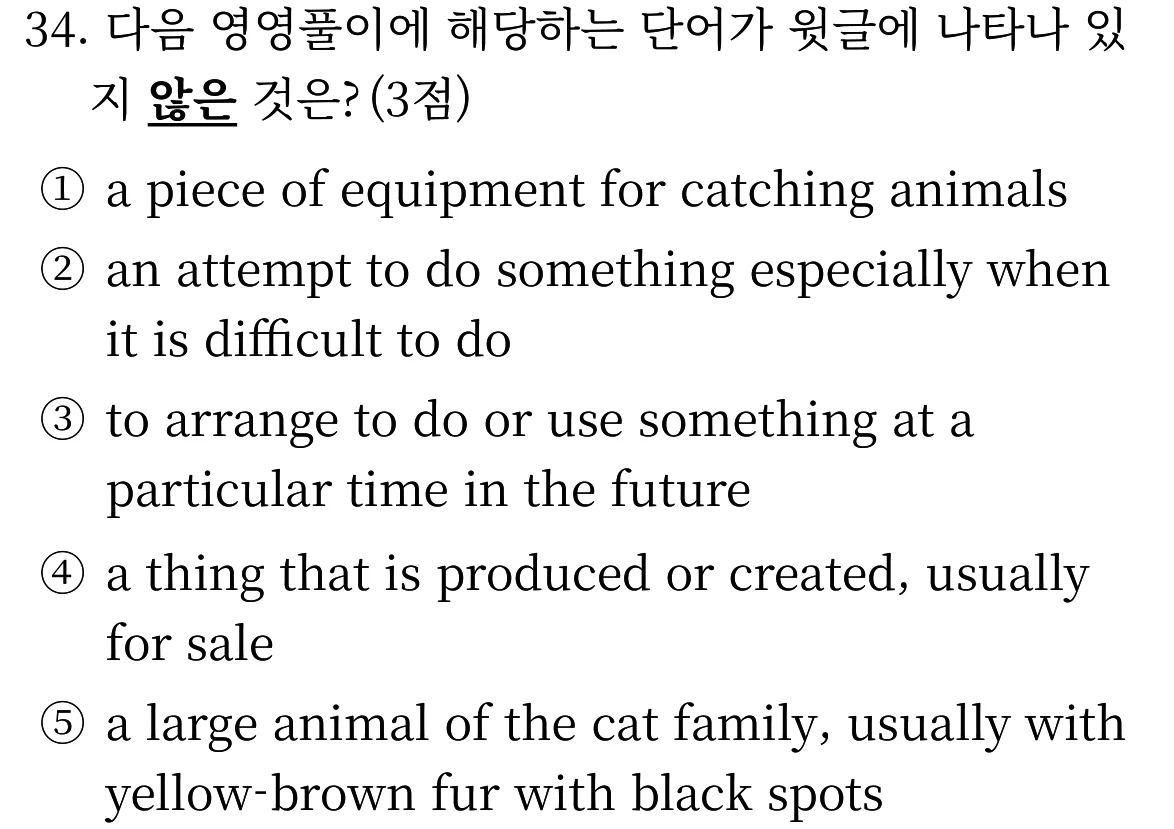 34. 다음 영영풀이에 해당하는 단어가 윗글에 나타나 있
지 않은 것은? (3점)
① a piece of equipment for catching animals
② an attempt to do something especially when
it is difficult to do
③ to arrange to do or use something at a
particular time in the future
④ a thing that is produced or created, usually
for sale
⑤ a large animal of the cat family, usually with
yellow-brown fur with black spots